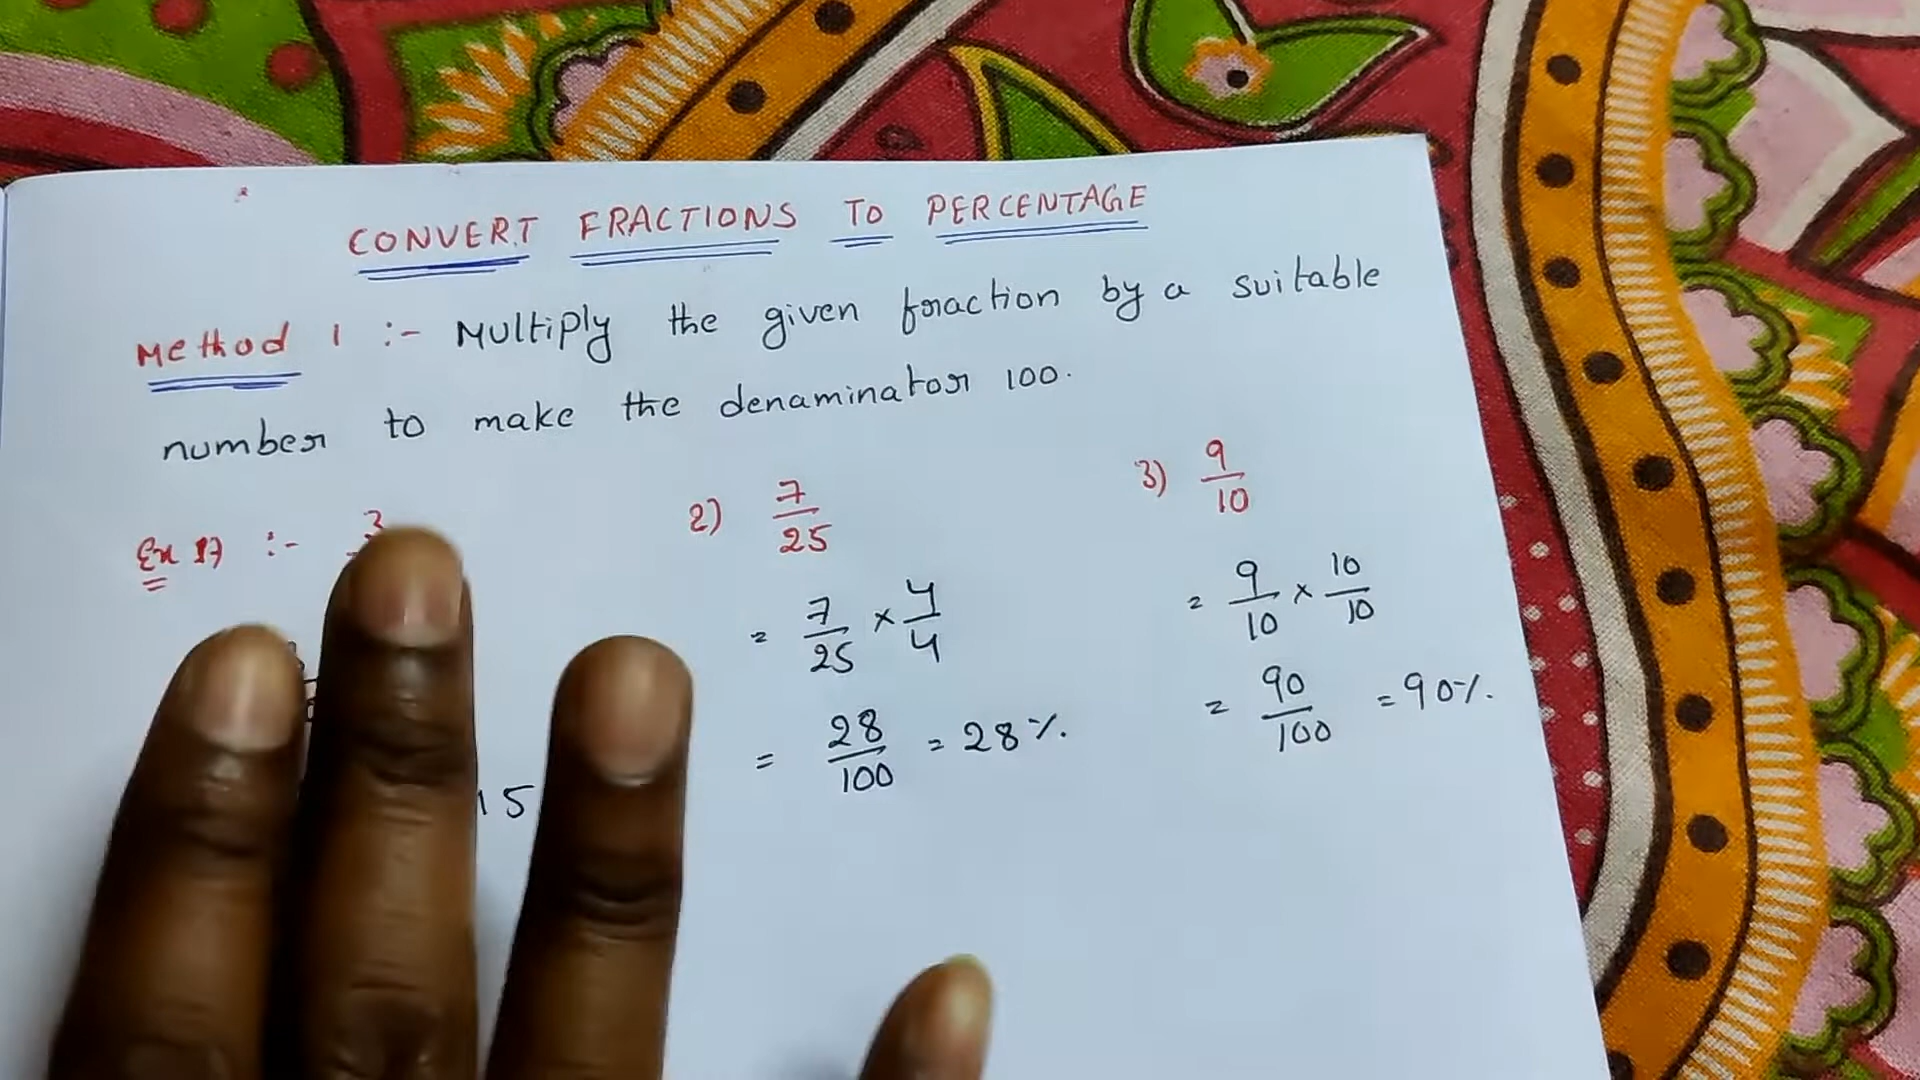 CONVERT FRACTIONS TO PERCENTAGE
Method 1 :- Multiply the given fraction by a suitable
number to make the denaminator 100.
Ex 1) :- 3
2) 7/25
= 7/25 × 4/4
= 28/100 = 28%
3) 9/10
= 9/10 × 10/10
= 90/100 = 90%
15